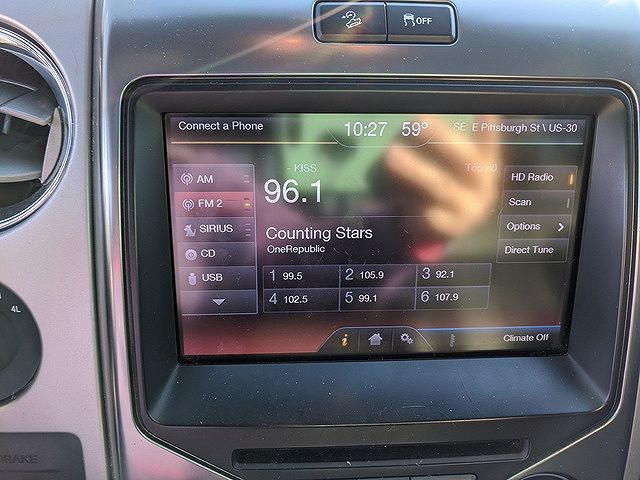 OFF
Connect a Phone
10:27 59°
SE E Pittsburgh St \ US-30
AM
FM 2
SIRIUS
CD
USB
- KISS
Top 40
96.1
Counting Stars
OneRepublic
1 99.5 2 105.9 3 92.1
4 102.5 5 99.1 6 107.9
HD Radio
Scan
Options
Direct Tune
i
Climate Off
4L
BRAKE